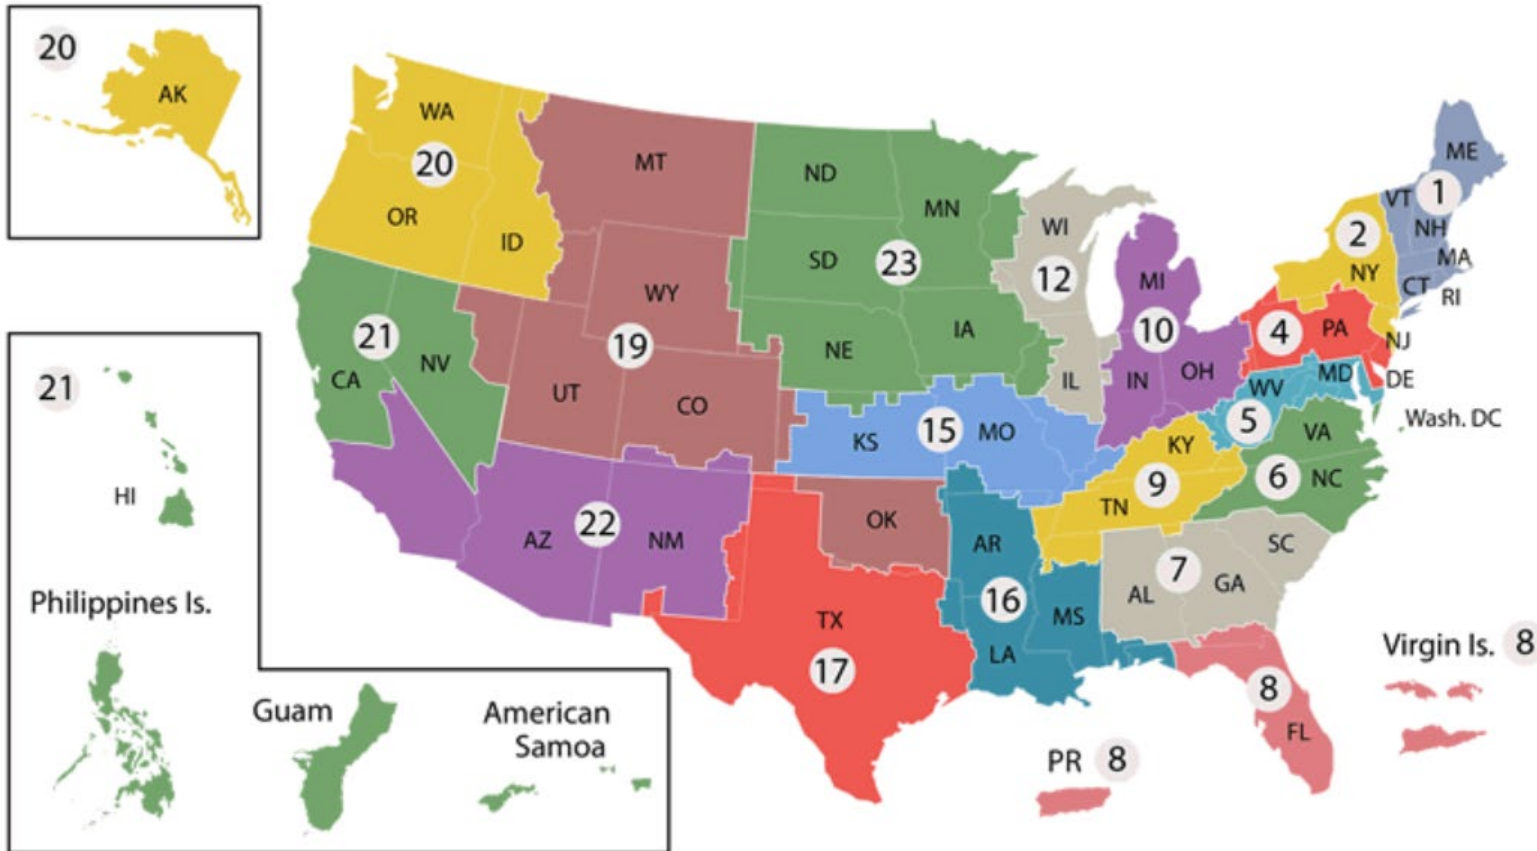 20
AK
WA
20
OR
ID
MT
WY
19
UT
CO
ND
MN
SD
23
NE
IA
WI
12
IL
MI
10
IN
OH
ME
VT
1
NH
MA
CT
RI
2
NY
4
PA
NJ
MD
DE
WV
5
Wash. DC
VA
6
NC
KY
9
TN
21
CA
NV
KS
15
MO
22
AZ
NM
OK
AR
16
MS
LA
SC
7
AL
GA
TX
17
8
FL
Virgin Is. 8
PR 8
21
HI
Philippines Is.
Guam
American
Samoa